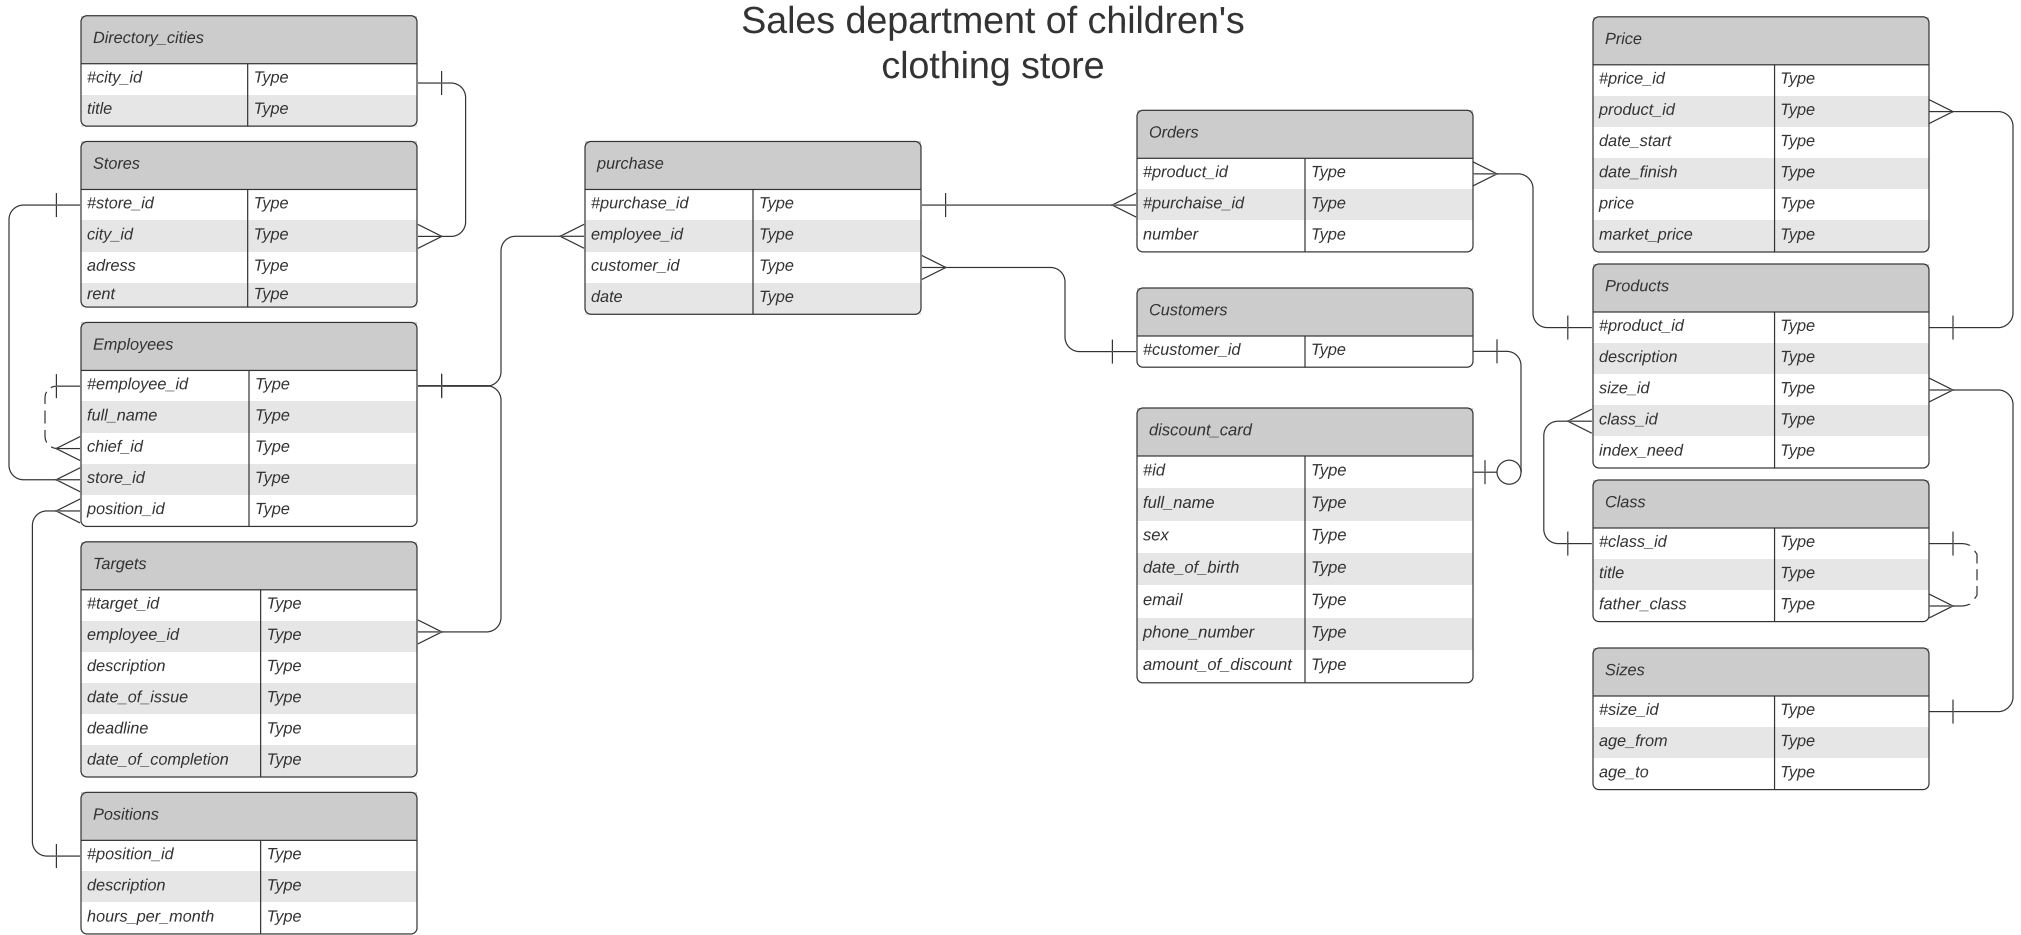 Sales department of children's
clothing store
Directory_cities
#city_id Type
title Type
Stores
#store_id Type
city_id Type
adress Type
rent Type
Employees
#employee_id Type
full_name Type
chief_id Type
store_id Type
position_id Type
Targets
#target_id Type
employee_id Type
description Type
date_of_issue Type
deadline Type
date_of_completion Type
Positions
#position_id Type
description Type
hours_per_month Type
purchase
#purchase_id Type
employee_id Type
customer_id Type
date Type
Orders
#product_id Type
#purchaise_id Type
number Type
Customers
#customer_id Type
discount_card
#id Type
full_name Type
sex Type
date_of_birth Type
email Type
phone_number Type
amount_of_discount Type
Price
#price_id Type
product_id Type
date_start Type
date_finish Type
price Type
market_price Type
Products
#product_id Type
description Type
size_id Type
class_id Type
index_need Type
Class
#class_id Type
title Type
father_class Type
Sizes
#size_id Type
age_from Type
age_to Type